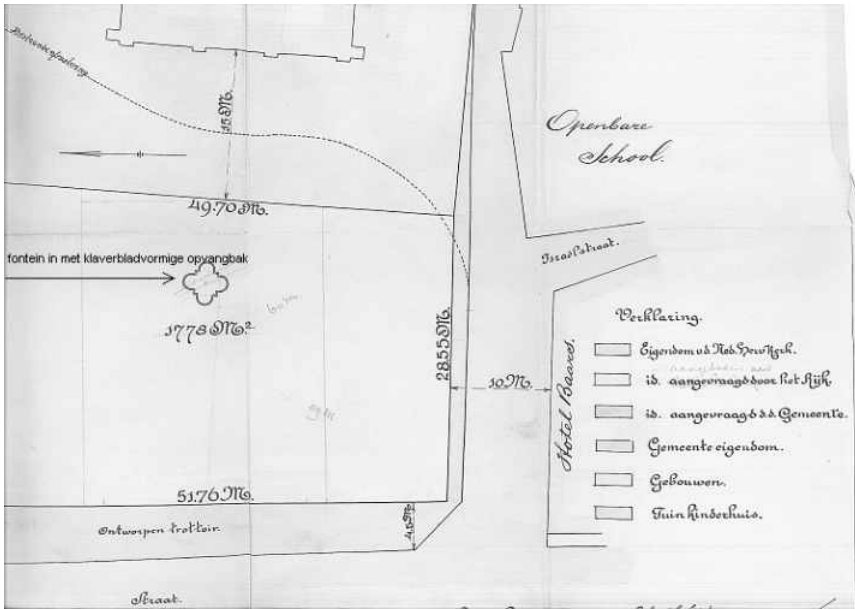 15 M.
Openbare
School.
49.70 M.
fontein in met klaverbladvormige opvangbak
1778 M.²
28.55 M.
10 M.
Hotel Baars.
Verklaring.
Eigendom v.d. Ned. Herv. Kerk.
id. aangevraagd door het Rijk.
id. aangevraagd d.d. Gemeente.
Gemeente eigendom.
Gebouwen.
Tuin kinderhuis.
51.76 M.
Ontworpen trottoir.
Straat.